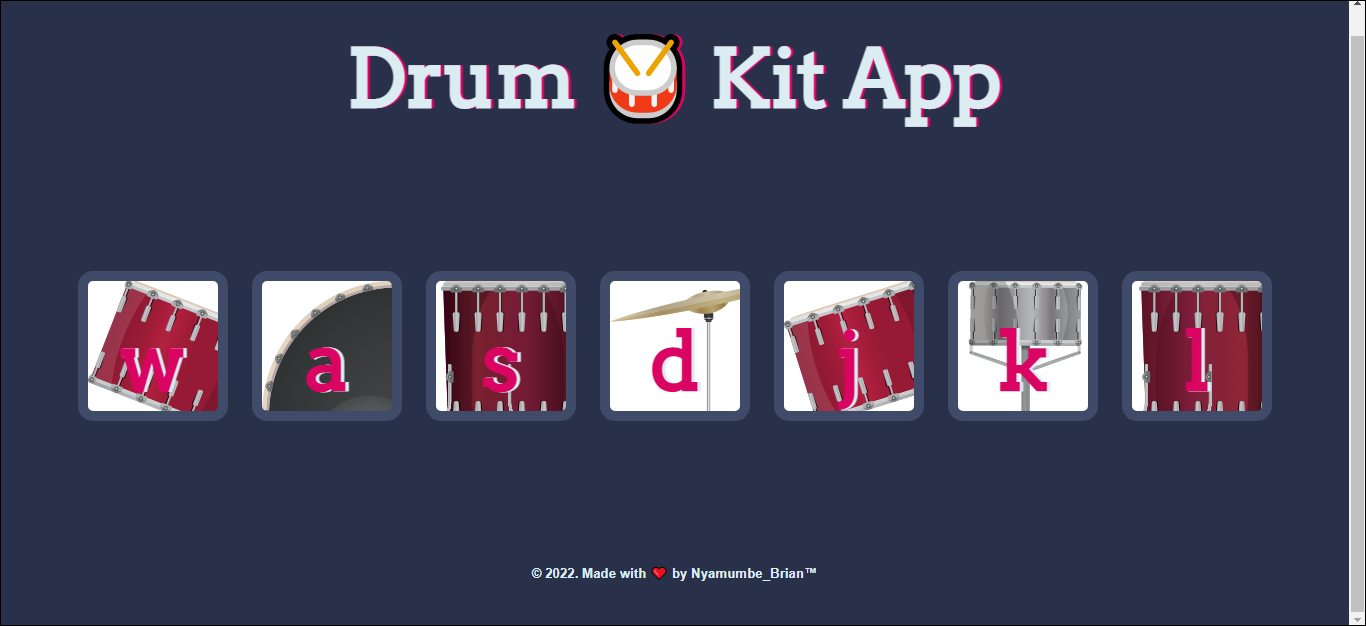 Drum 🥁 Kit App
w a s d j k l
© 2022. Made with ❤️ by Nyamumbe_Brian™